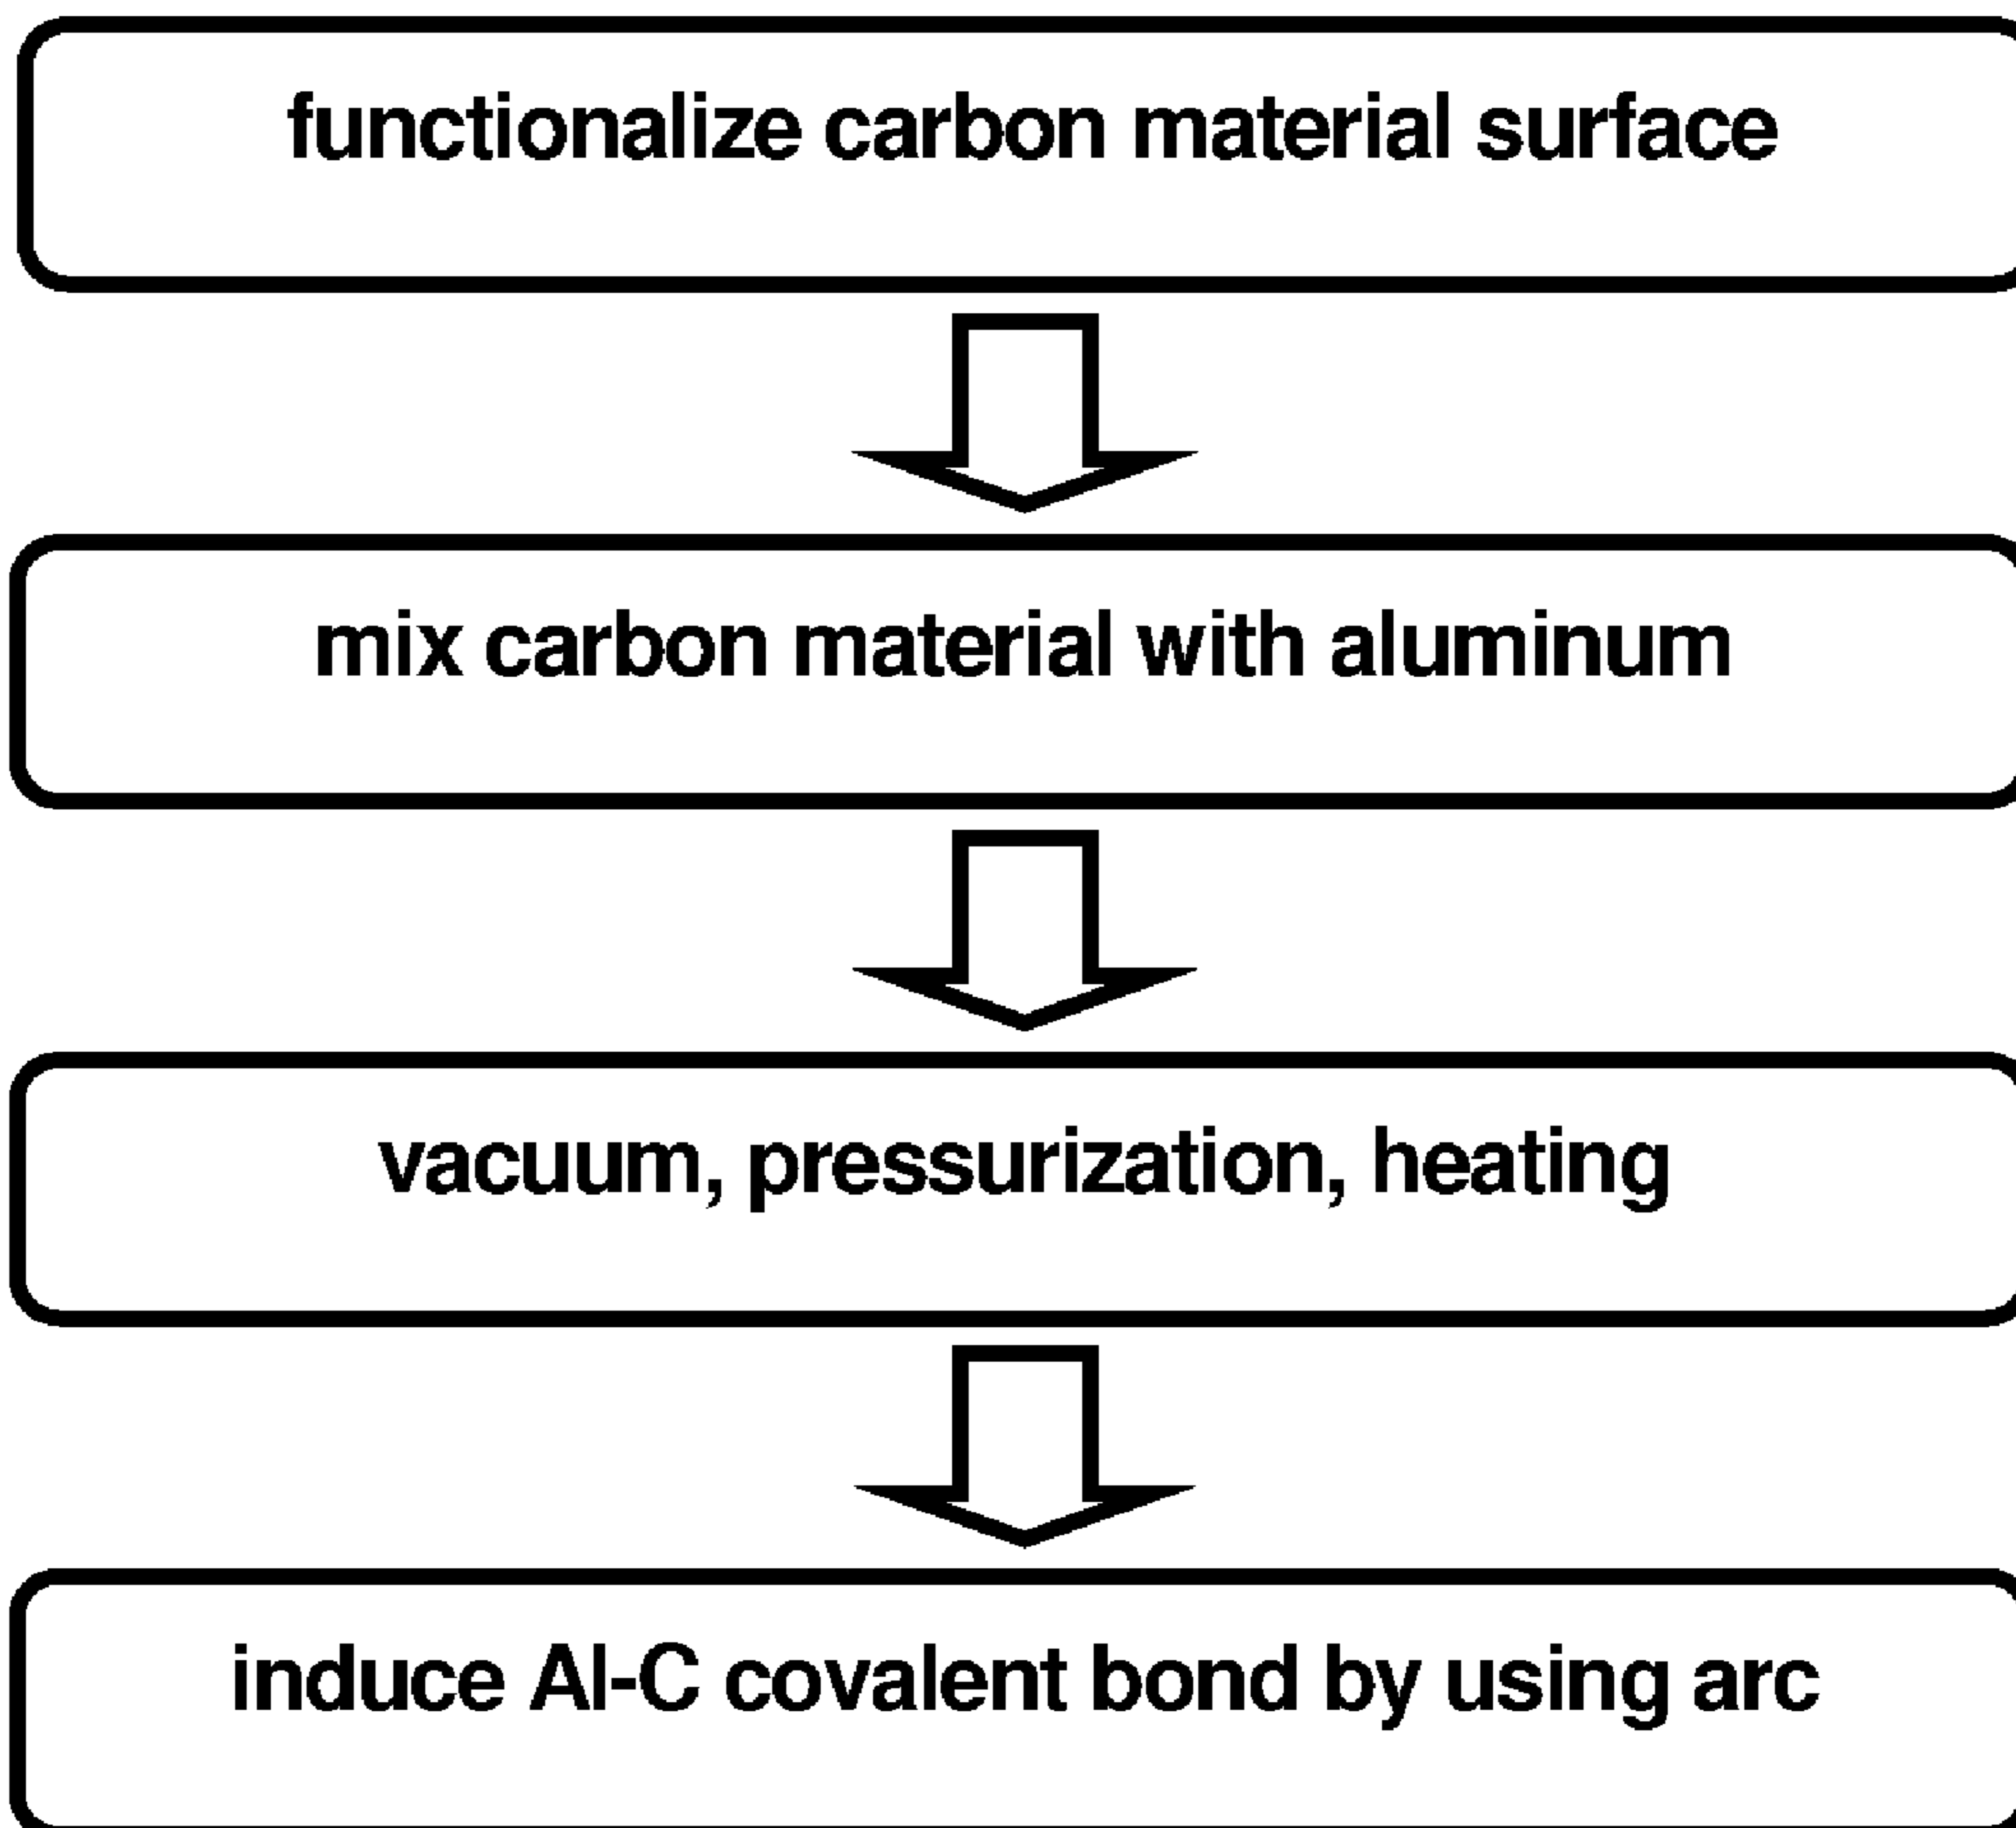 functionalize carbon material surface
mix carbon material with aluminum
vacuum, pressurization, heating
induce Al-C covalent bond by using arc